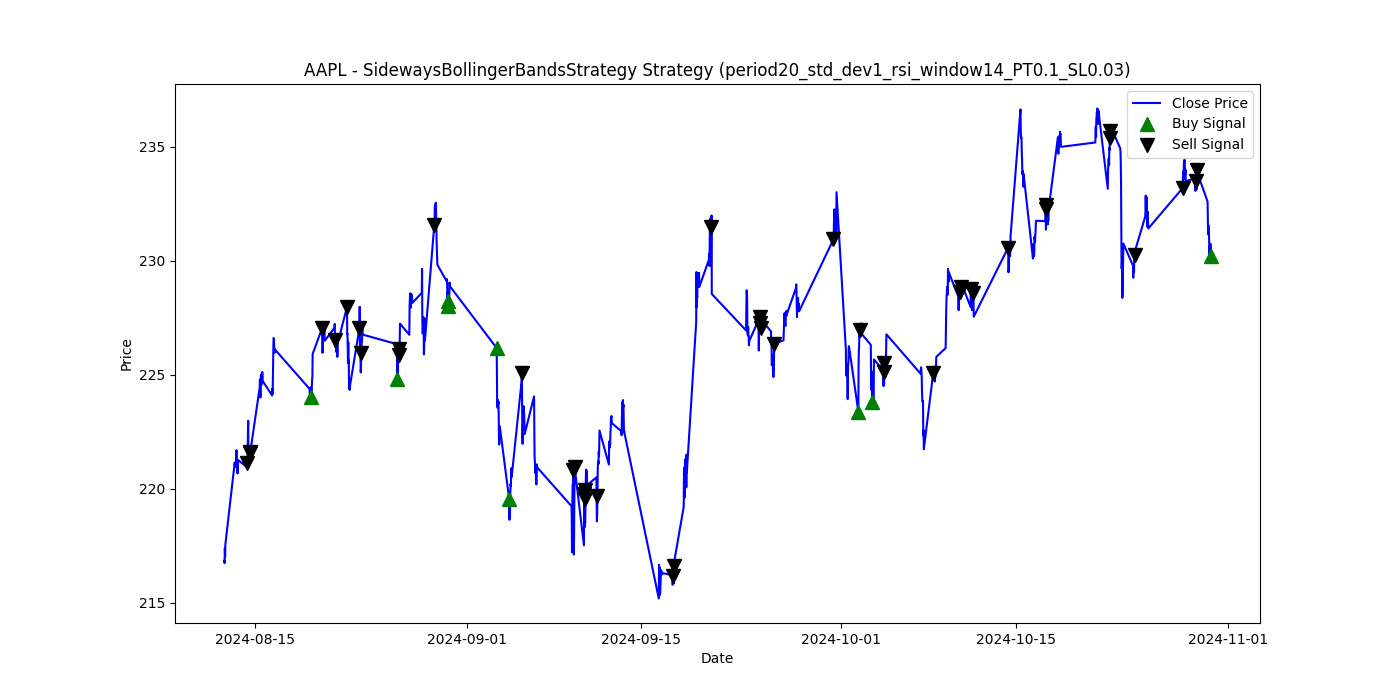 AAPL - SidewaysBollingerBandsStrategy Strategy (period20_std_dev1_rsi_window14_PT0.1_SL0.03)
Close Price
Buy Signal
Sell Signal
Price
235
230
225
220
215
2024-08-15
2024-09-01
2024-09-15
2024-10-01
2024-10-15
2024-11-01
Date